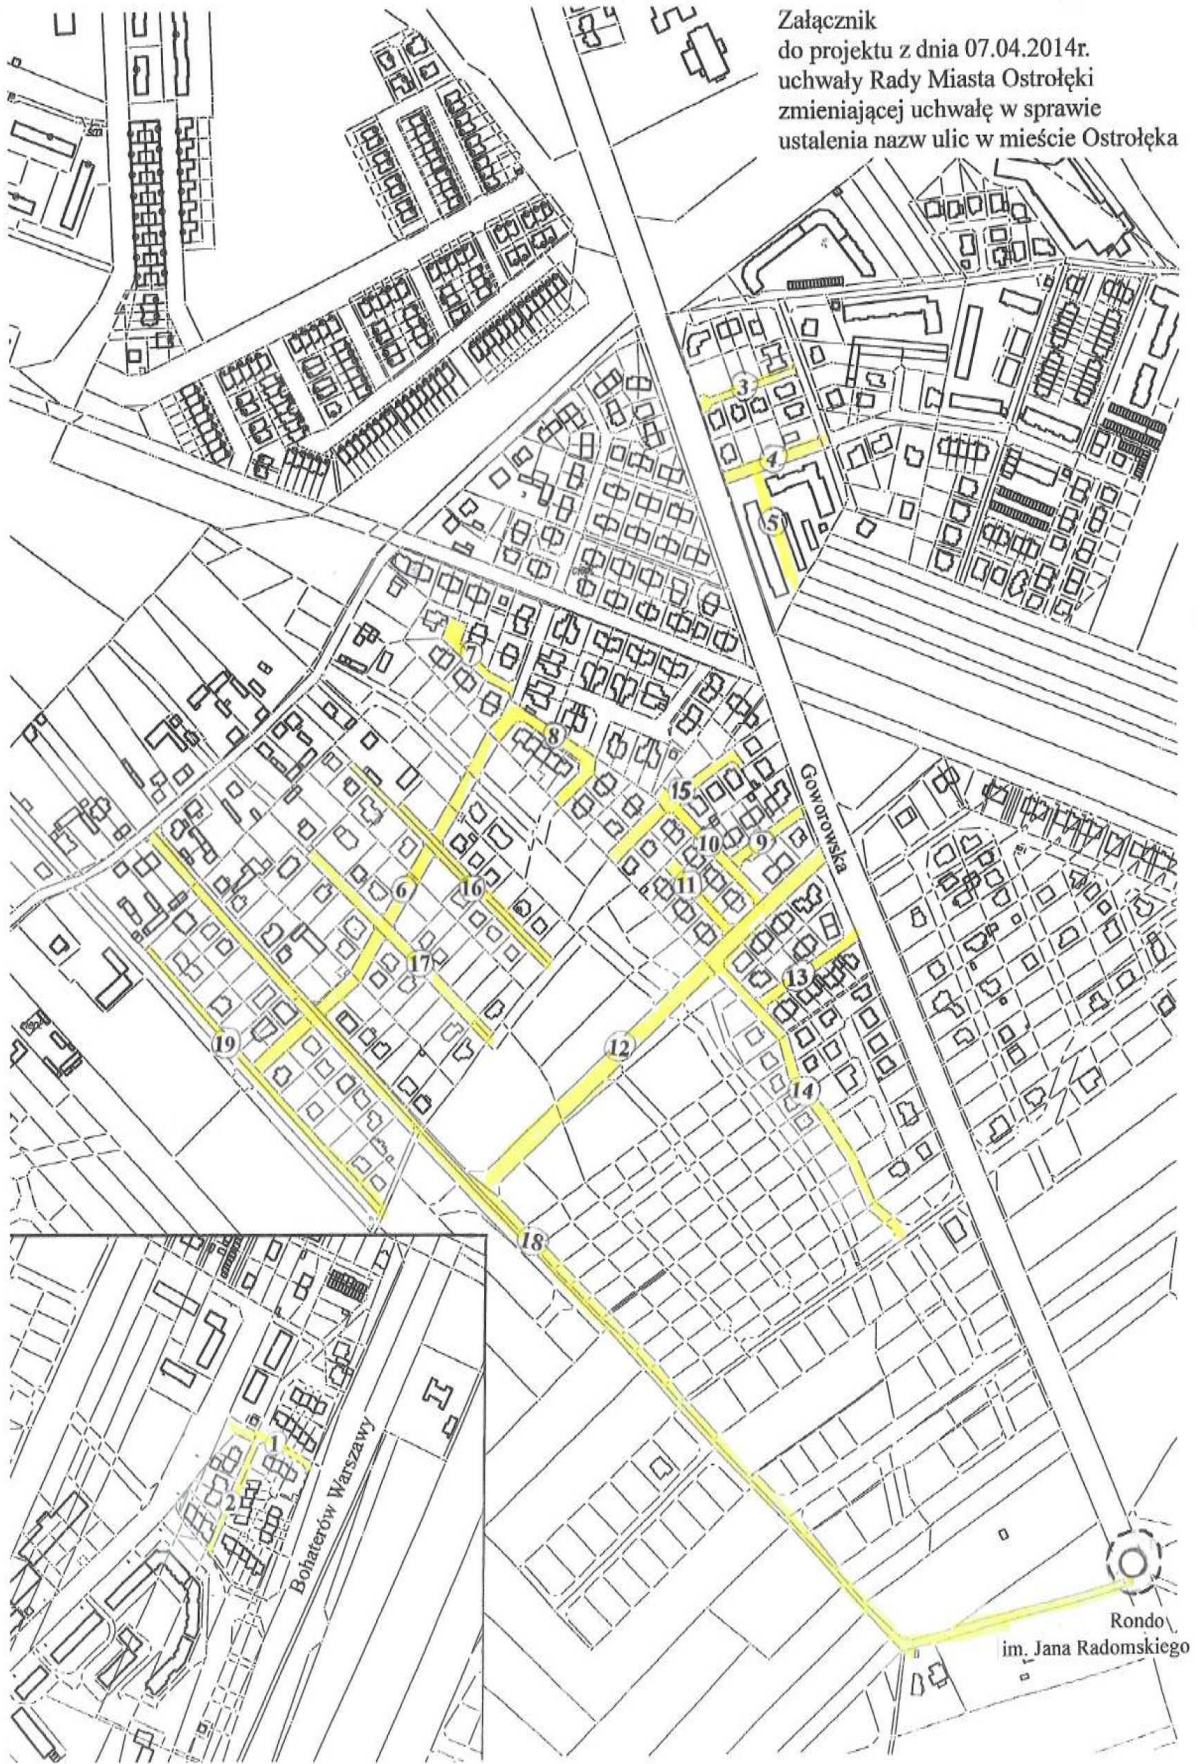 Załącznik
do projektu z dnia 07.04.2014r.
uchwały Rady Miasta Ostrołęki
zmieniającej uchwałę w sprawie
ustalenia nazw ulic w mieście Ostrołęka
3
4
5
7
8
Goworowska
15
10
9
6
16
11
17
13
19
12
14
18
1
2
Bohaterów Warszawy
Rondo
im. Jana Radomskiego